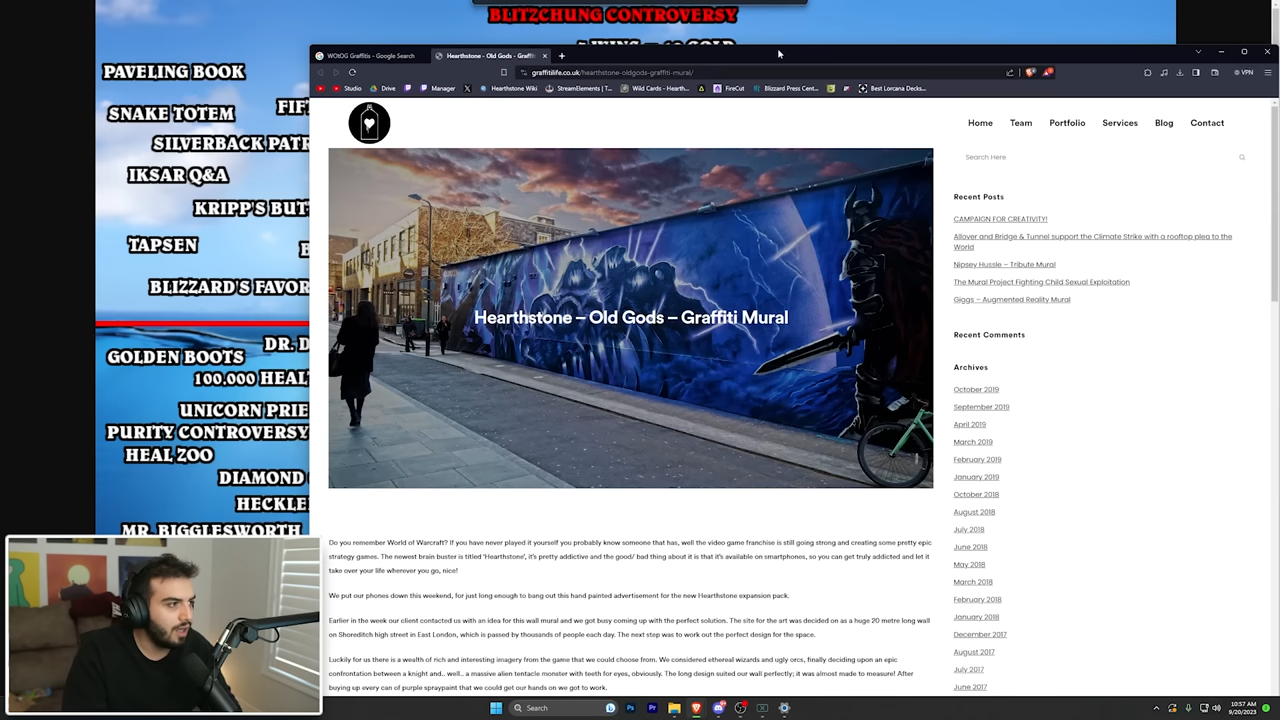 BLITZCHUNG CONTROVERSY
PAVELING BOOK
SNAKE TOTEM
SILVERBACK PATR
IKSAR Q&A
KRIPP'S BUT
TAPSEN
BLIZZARD'S FAVOR
GOLDEN BOOTS
DR.
100.000 HEAL
UNICORN PRIE
PURITY CONTROVERSY
HEAL ZOO
DIAMOND
HECKLE
MR. BIGGLESWORTH
WOtOG Graffitis - Google Search
Hearthstone - Old Gods - Graffi
graffitilife.co.uk/hearthstone-oldgods-graffiti-mural/
VPN
Studio
Drive
Manager
Hearthstone Wiki
StreamElements | T...
Wild Cards - Hearth...
FireCut
Blizzard Press Cent...
Best Lorcana Decks...
Home
Team
Portfolio
Services
Blog
Contact
Hearthstone – Old Gods – Graffiti Mural
Do you remember World of Warcraft? If you have never played it yourself you probably know someone that has, well the video game franchise is still going strong and creating some pretty epic
strategy games. The newest brain buster is titled 'Hearthstone', it's pretty addictive and the good/ bad thing about it is that it's available on smartphones, so you can get truly addicted and let it
take over your life wherever you go, nice!
We put our phones down this weekend, for just long enough to bang out this hand painted advertisement for the new Hearthstone expansion pack.
Earlier in the week our client contacted us with an idea for this wall mural and we got busy coming up with the perfect solution. The site for the art was decided on as a huge 20 metre long wall
on Shoreditch high street in East London, which is passed by thousands of people each day. The next step was to work out the perfect design for the space.
Luckily for us there is a wealth of rich and interesting imagery from the game that we could choose from. We considered ethereal wizards and ugly orcs, finally deciding upon an epic
confrontation between a knight and.. well.. a massive alien tentacle monster with teeth for eyes, obviously. The long design suited our wall perfectly; it was almost made to measure! After
buying up every can of purple spraypaint that we could get our hands on we got to work.
Search Here
Recent Posts
CAMPAIGN FOR CREATIVITY!
Allover and Bridge & Tunnel support the Climate Strike with a rooftop plea to the
World
Nipsey Hussle – Tribute Mural
The Mural Project Fighting Child Sexual Exploitation
Giggs – Augmented Reality Mural
Recent Comments
Archives
October 2019
September 2019
April 2019
March 2019
February 2019
January 2019
October 2018
August 2018
July 2018
June 2018
May 2018
March 2018
February 2018
January 2018
December 2017
August 2017
July 2017
June 2017
Search
10:57 AM
9/20/2023